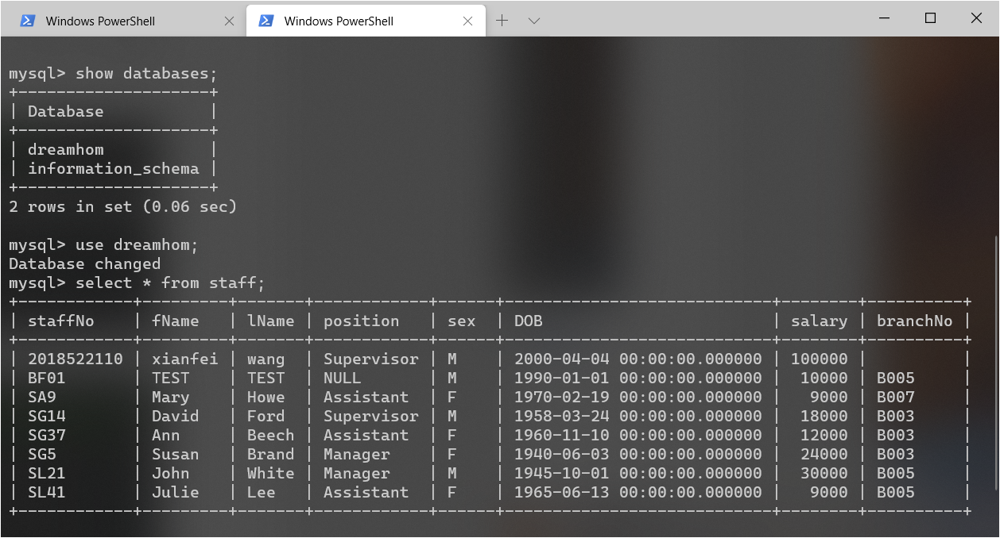 Windows PowerShell
Windows PowerShell
mysql> show databases;
+--------------------+
| Database           |
+--------------------+
| dreamhom           |
| information_schema |
+--------------------+
2 rows in set (0.06 sec)
mysql> use dreamhom;
Database changed
mysql> select * from staff;
+------------+---------+-------+------------+------+----------------------------+--------+----------+
| staffNo    | fName   | lName | position   | sex  | DOB                        | salary | branchNo |
+------------+---------+-------+------------+------+----------------------------+--------+----------+
| 2018522110 | xianfei | wang  | Supervisor | M    | 2000-04-04 00:00:00.000000 | 100000 |          |
| BF01       | TEST    | TEST  | NULL       | M    | 1990-01-01 00:00:00.000000 |  10000 | B005     |
| SA9        | Mary    | Howe  | Assistant  | F    | 1970-02-19 00:00:00.000000 |   9000 | B007     |
| SG14       | David   | Ford  | Supervisor | M    | 1958-03-24 00:00:00.000000 |  18000 | B003     |
| SG37       | Ann     | Beech | Assistant  | F    | 1960-11-10 00:00:00.000000 |  12000 | B003     |
| SG5        | Susan   | Brand | Manager    | F    | 1940-06-03 00:00:00.000000 |  24000 | B003     |
| SL21       | John    | White | Manager    | M    | 1945-10-01 00:00:00.000000 |  30000 | B005     |
| SL41       | Julie   | Lee   | Assistant  | F    | 1965-06-13 00:00:00.000000 |   9000 | B005     |
+------------+---------+-------+------------+------+----------------------------+--------+----------+